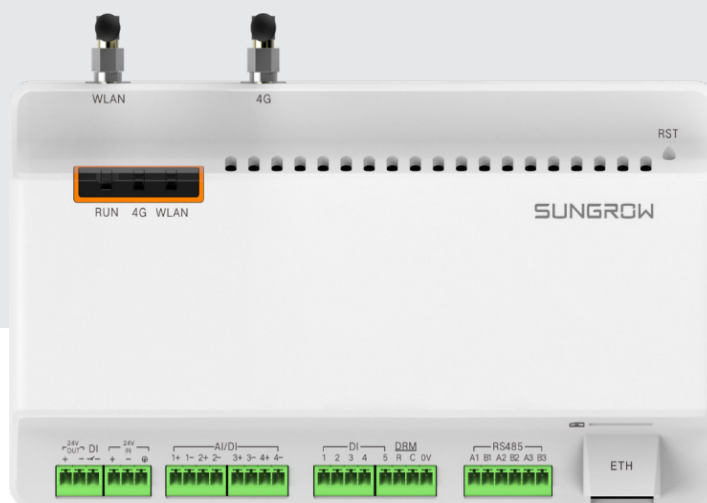 WLAN 4G
RST
RUN 4G WLAN
SUNGROW
24V OUT DI 24V IN AI/DI DI DRM RS485
+ - + - 1+ 1- 2+ 2- 3+ 3- 4+ 4- 1 2 3 4 5 R C 0V A1 B1 A2 B2 A3 B3
ETH